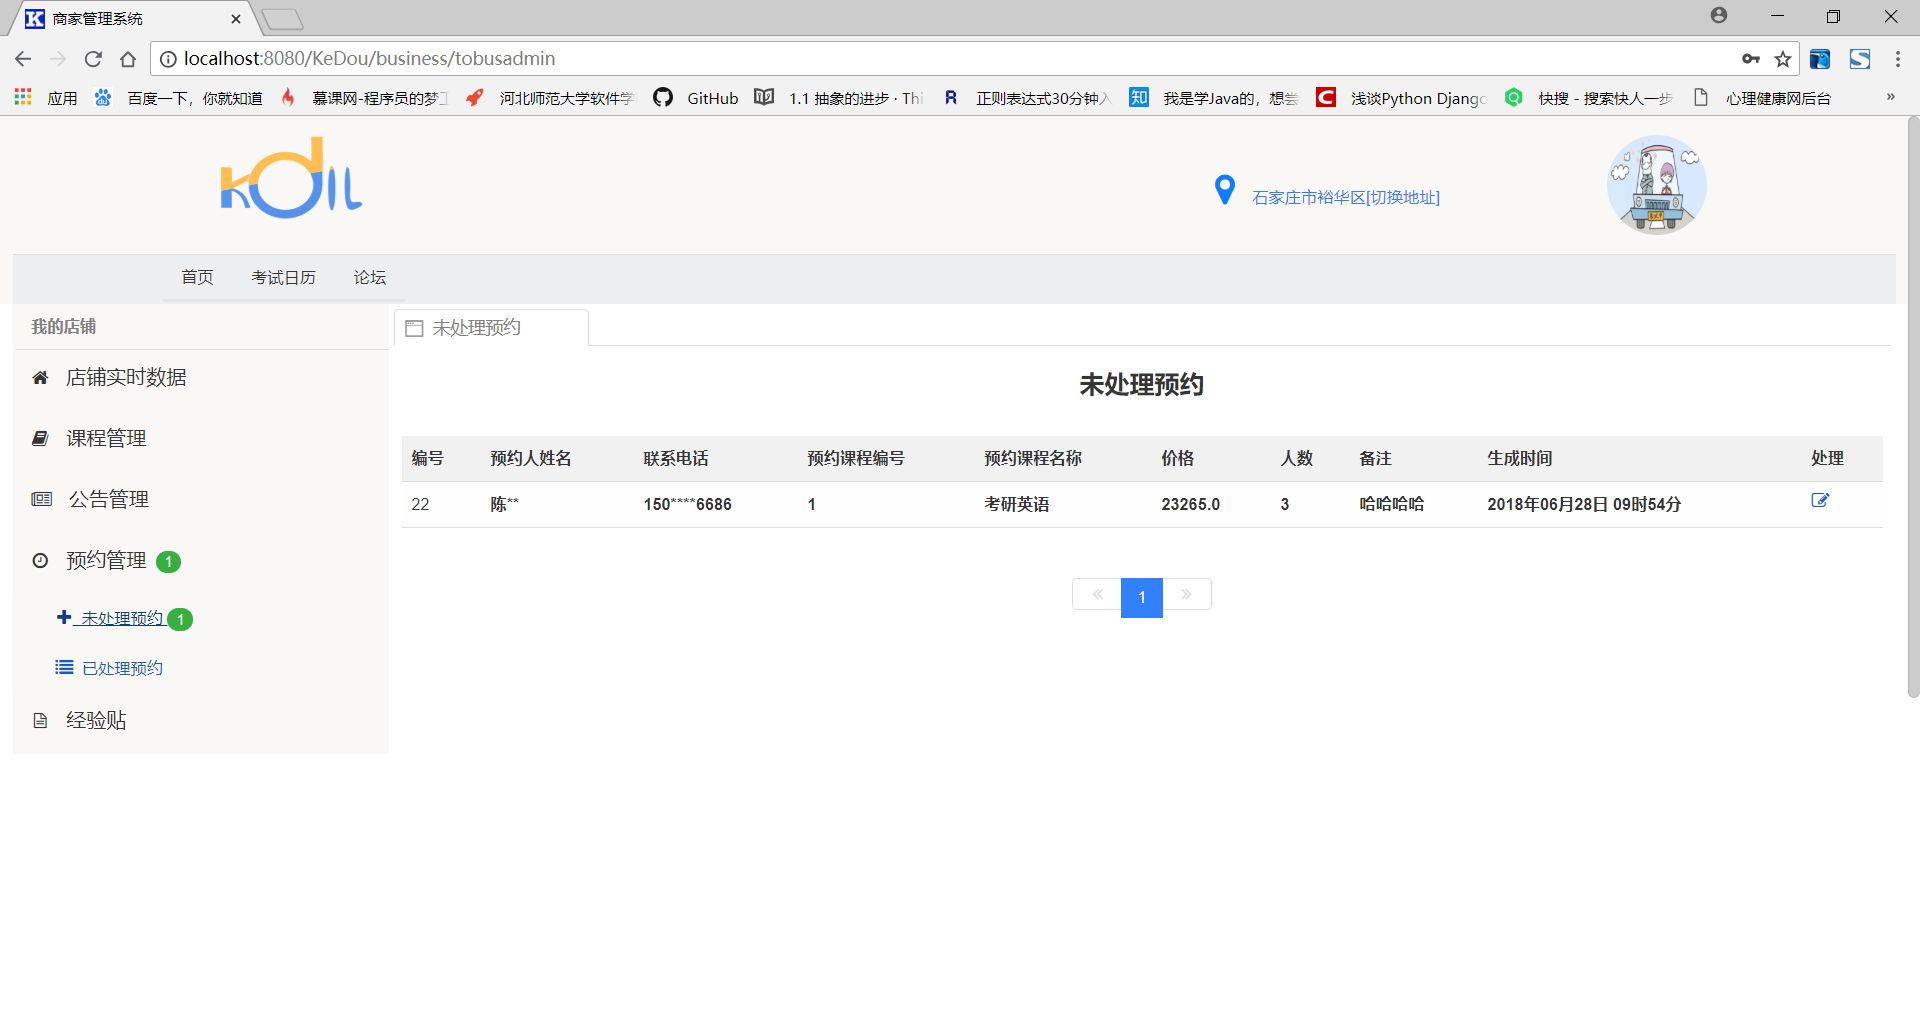 商家管理系统
localhost:8080/KeDou/business/tobusadmin
应用 百度一下，你就知道 慕课网-程序员的梦工 河北师范大学软件学 GitHub 1.1 抽象的进步 · Thi 正则表达式30分钟入 我是学Java的，想尝 浅谈Python Django 快搜 - 搜索快人一步 心理健康网后台 »
石家庄市裕华区[切换地址]
首页 考试日历 论坛
我的店铺
店铺实时数据
课程管理
公告管理
预约管理 1
未处理预约 1
已处理预约
经验贴
未处理预约
未处理预约
编号 预约人姓名 联系电话 预约课程编号 预约课程名称 价格 人数 备注 生成时间 处理
22 陈** 150****6686 1 考研英语 23265.0 3 哈哈哈哈 2018年06月28日 09时54分
« 1 »